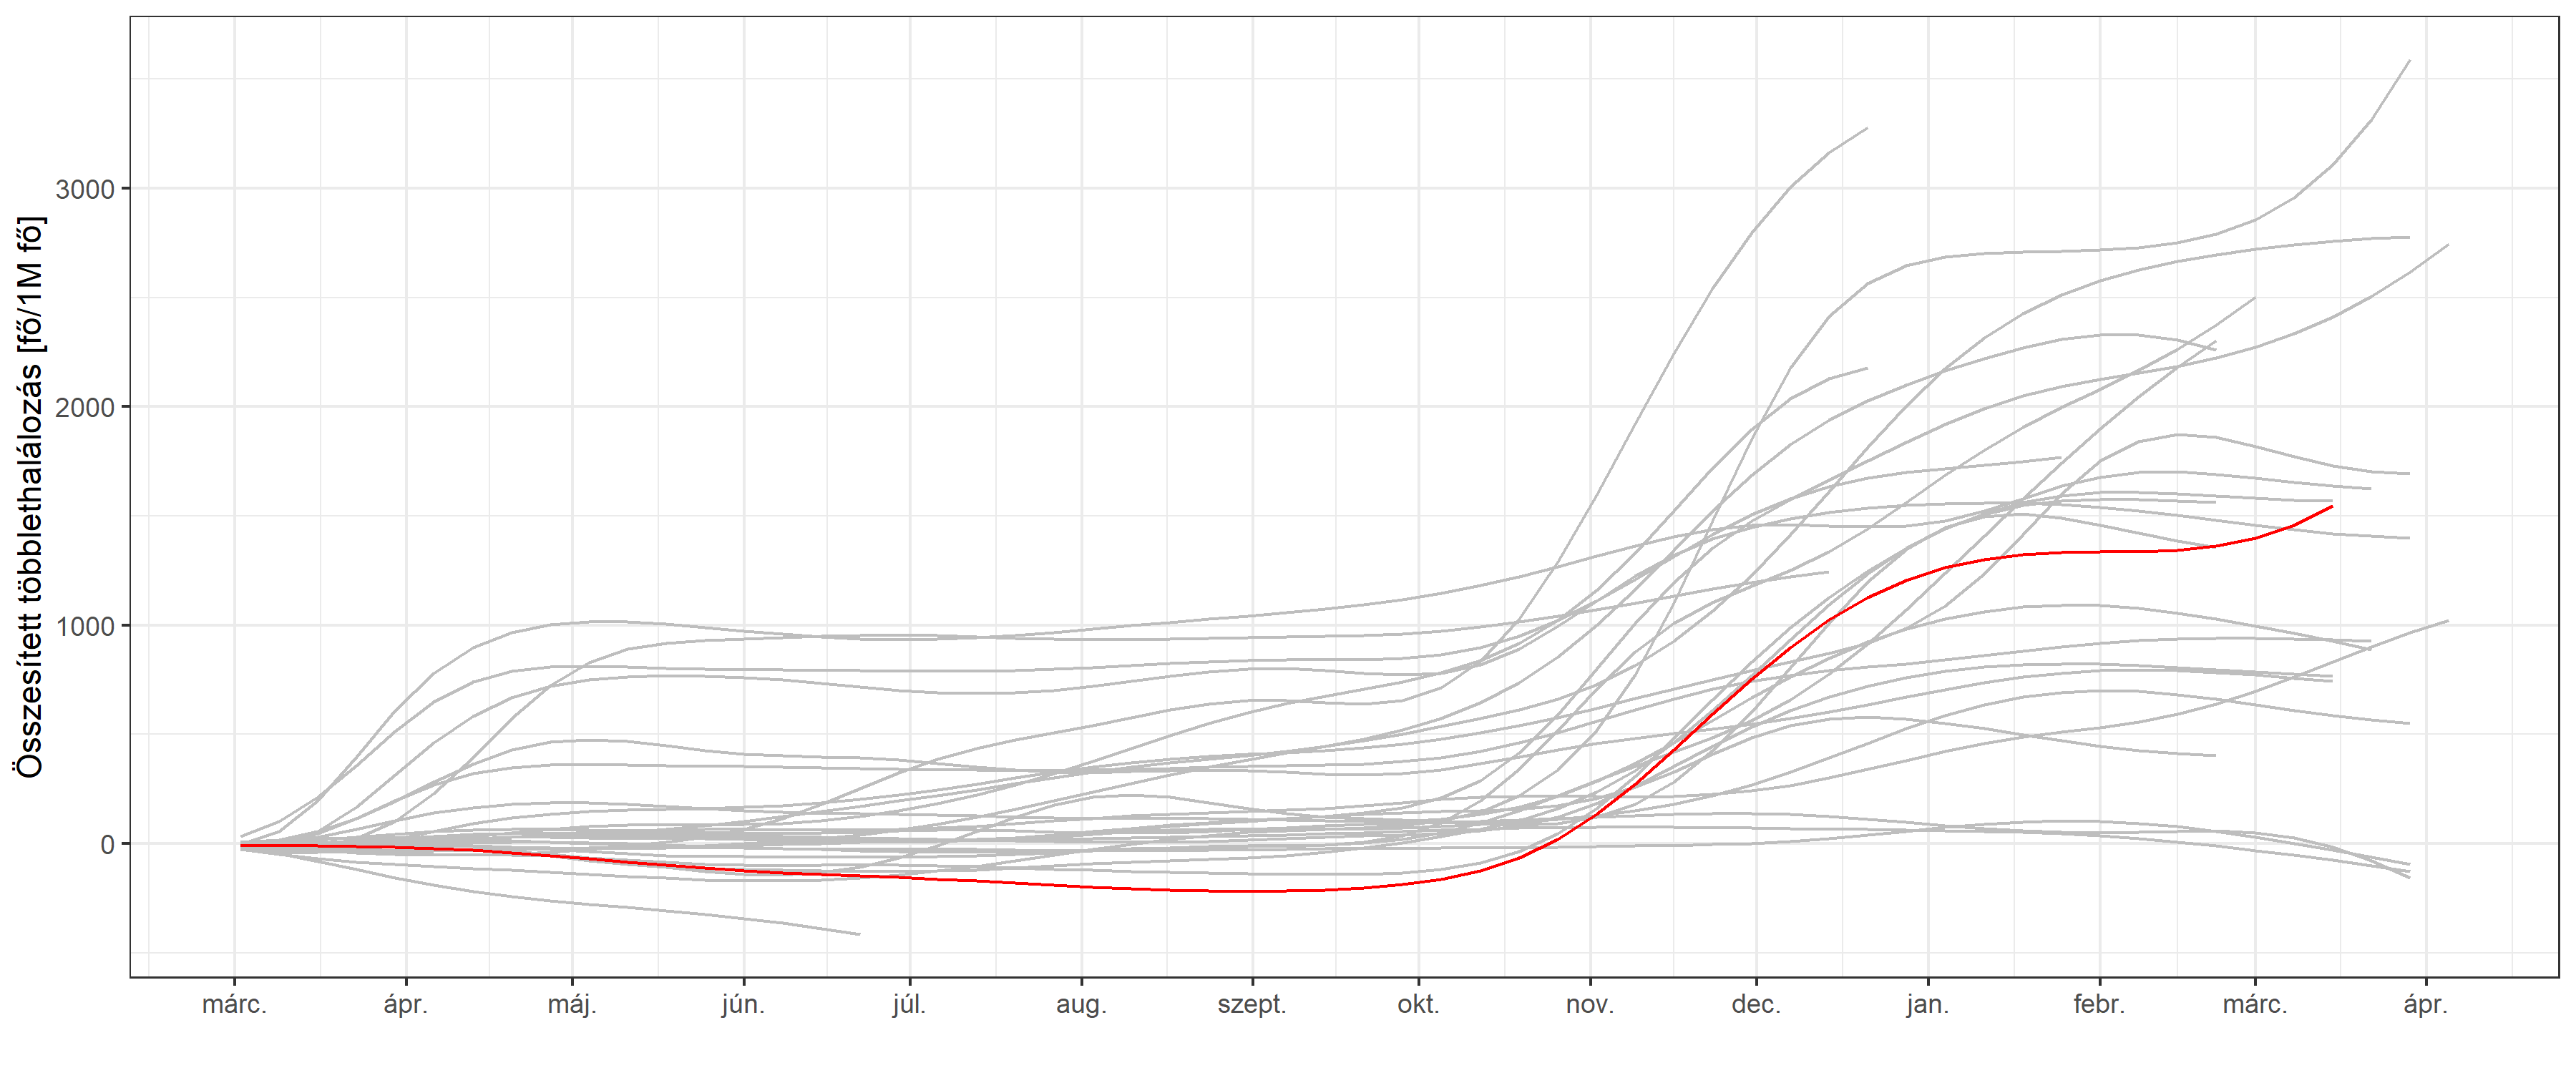 Összesített többlethalálozás [fő/1M fő]
3000
2000
1000
0
márc. ápr. máj. jún. júl. aug. szept. okt. nov. dec. jan. febr. márc. ápr.